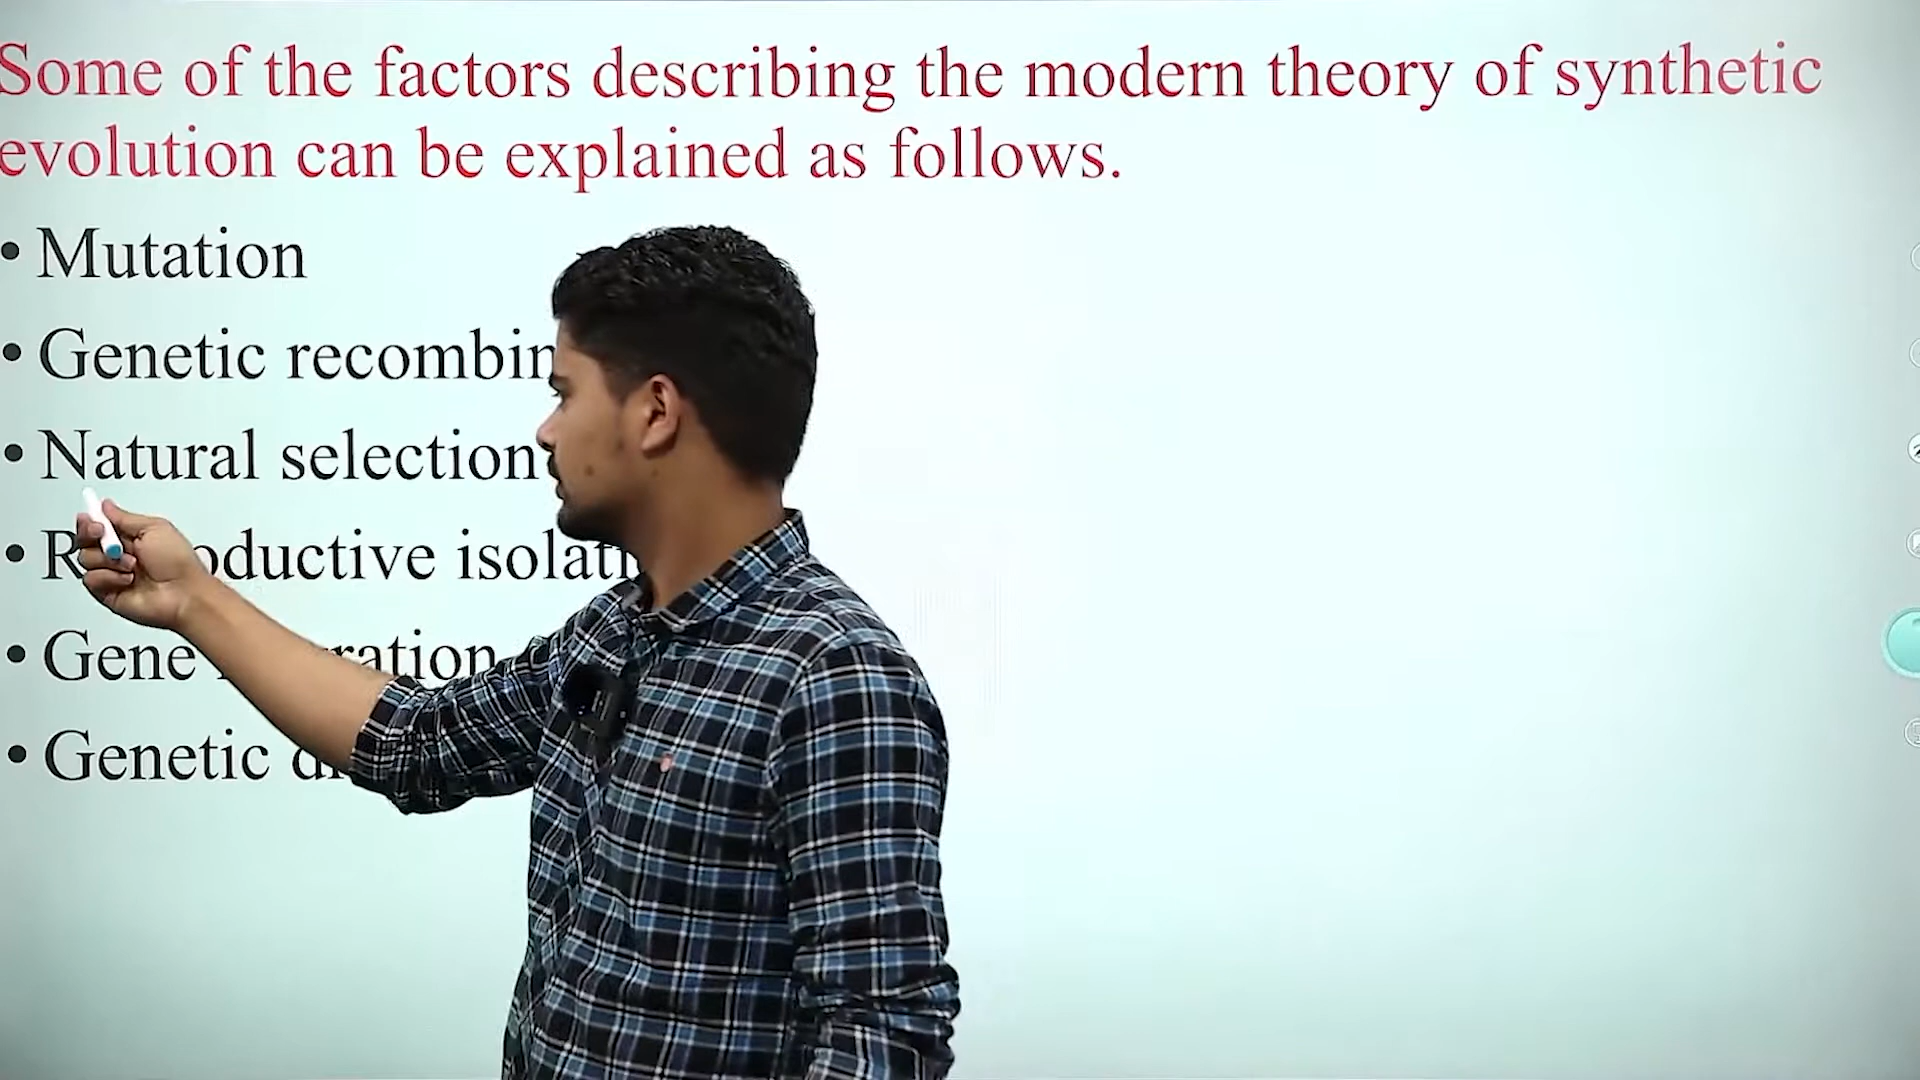 Some of the factors describing the modern theory of synthetic
evolution can be explained as follows.
• Mutation
• Genetic
• Natural selection
•
• Gene
• Genetic